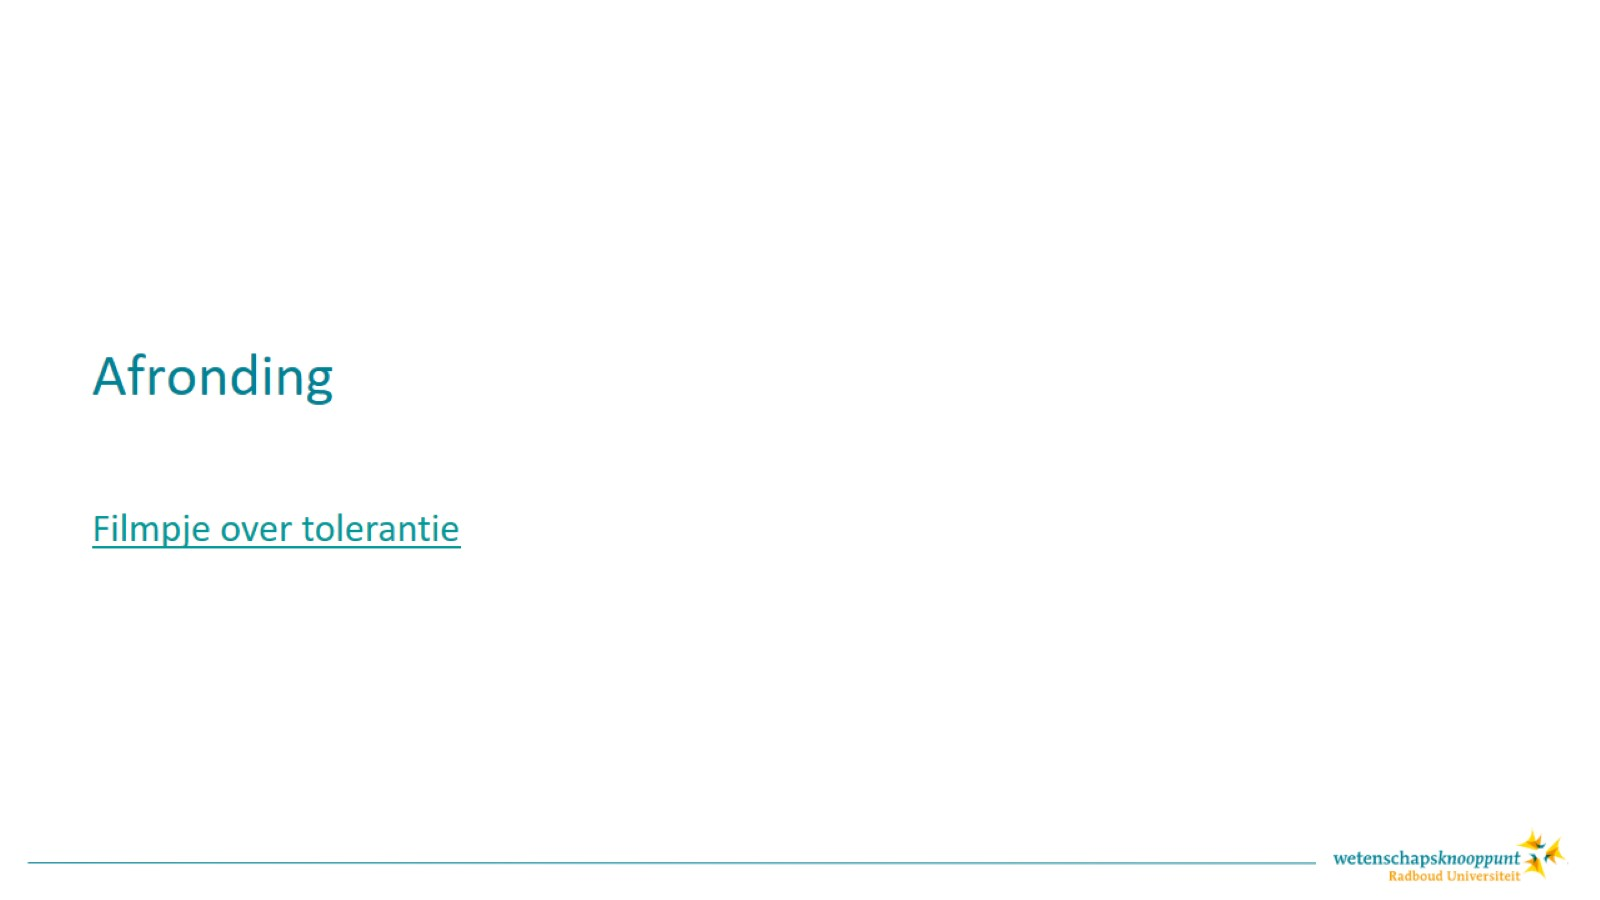 Afronding
Filmpje over tolerantie
wetenschapsknooppunt
Radboud Universiteit